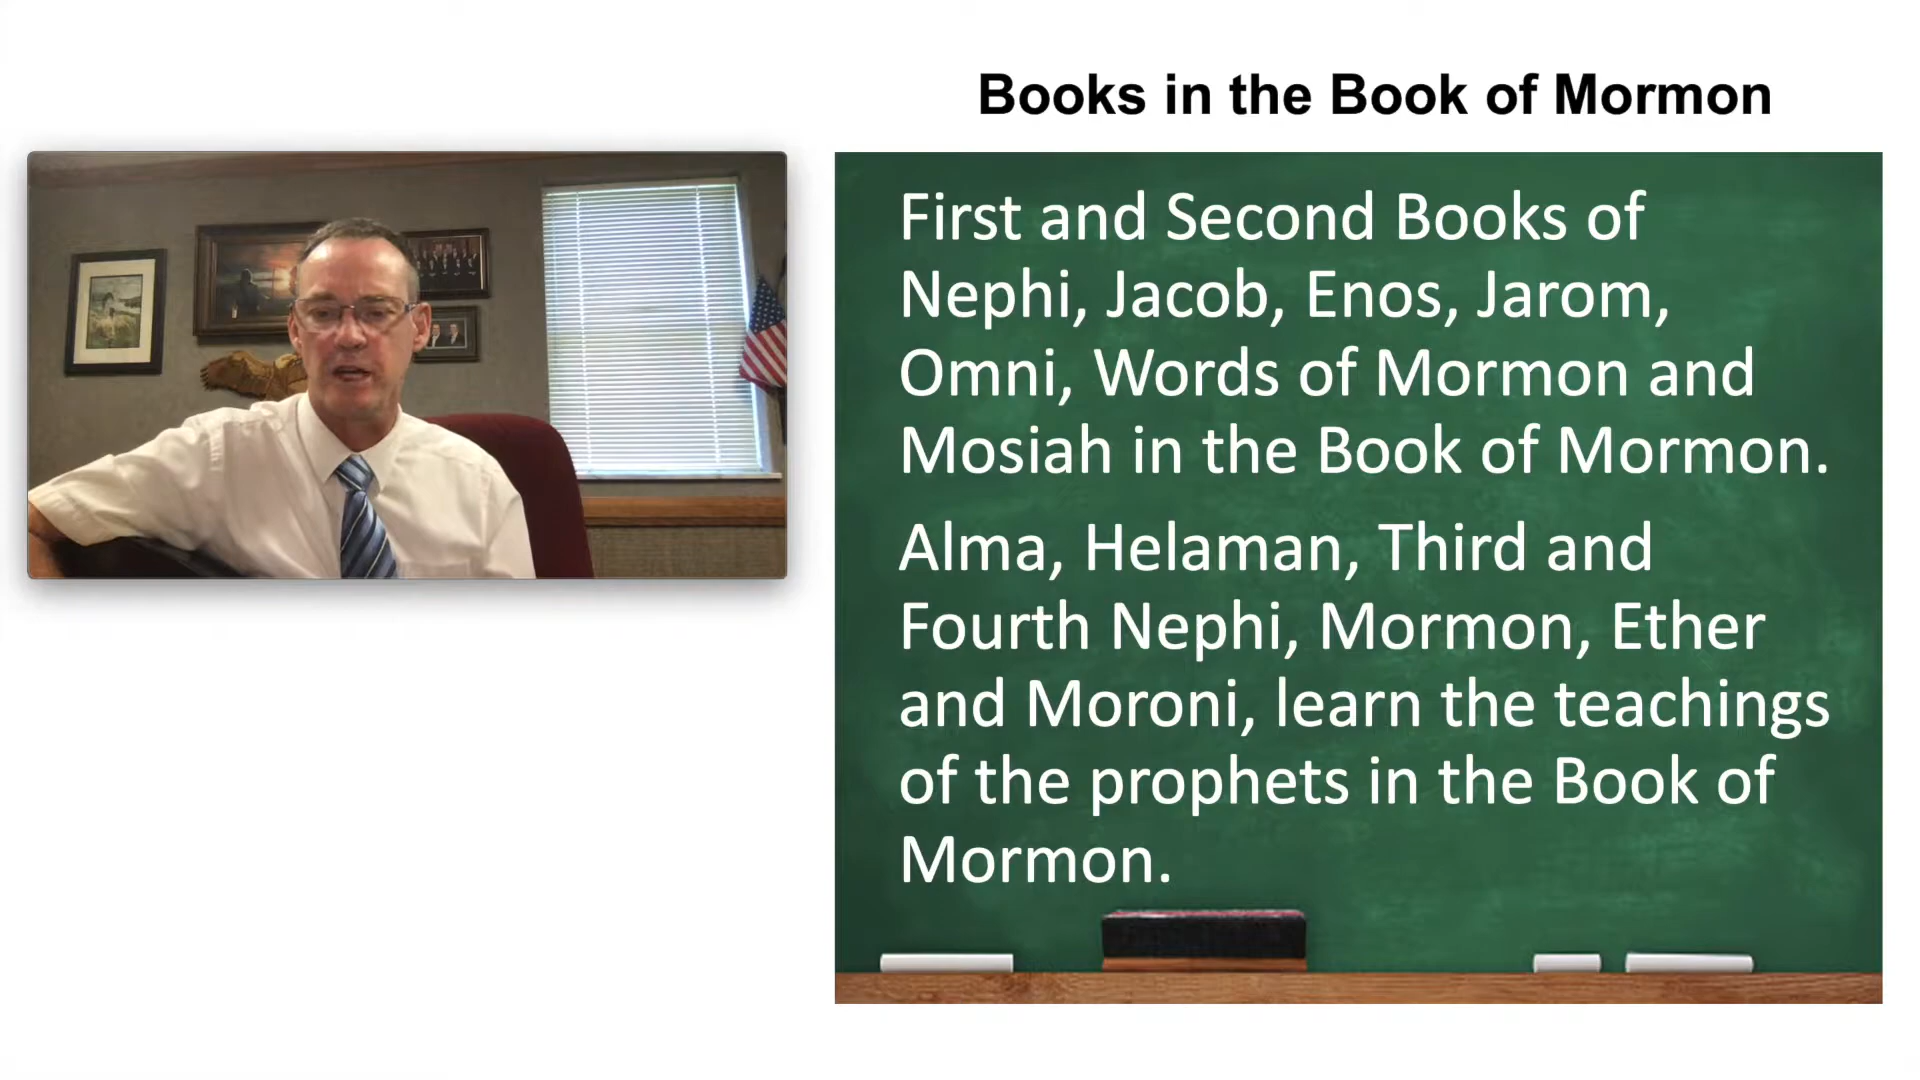 Books in the Book of Mormon
First and Second Books of
Nephi, Jacob, Enos, Jarom,
Omni, Words of Mormon and
Mosiah in the Book of Mormon.
Alma, Helaman, Third and
Fourth Nephi, Mormon, Ether
and Moroni, learn the teachings
of the prophets in the Book of
Mormon.